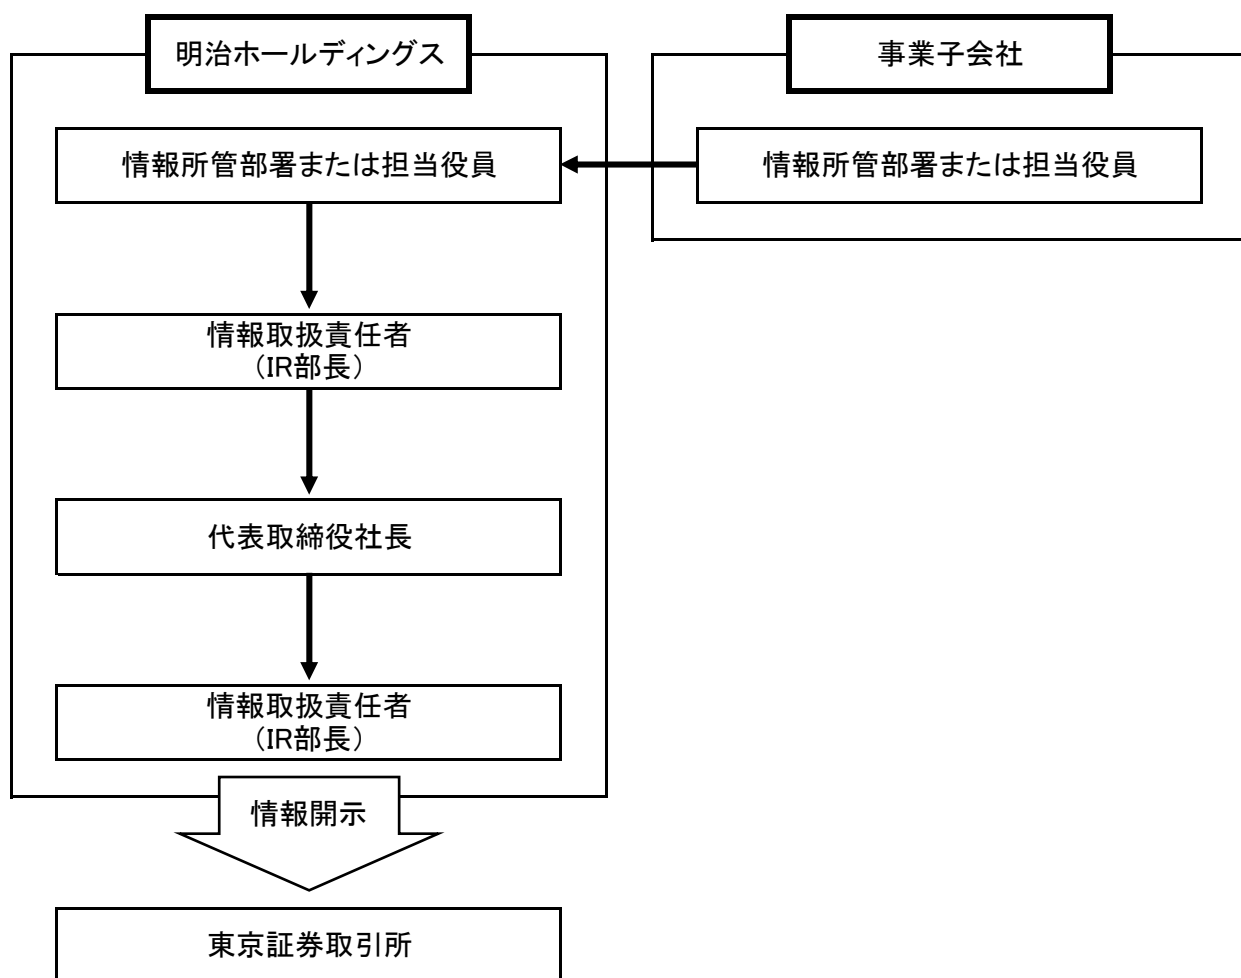 明治ホールディングス
事業子会社
情報所管部署または担当役員
情報所管部署または担当役員
情報取扱責任者
（IR部長）
代表取締役社長
情報取扱責任者
（IR部長）
情報開示
東京証券取引所